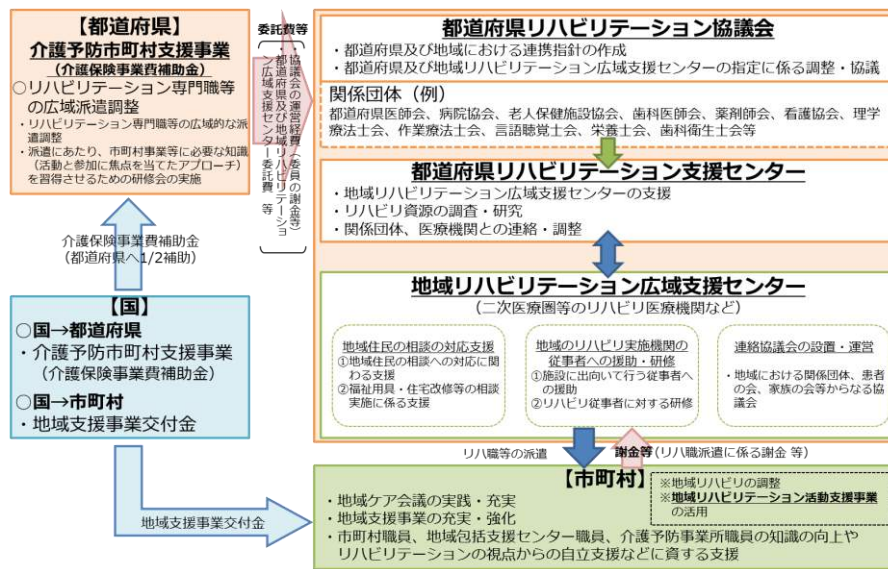 【都道府県】
介護予防市町村支援事業
（介護保険事業費補助金）
○リハビリテーション専門職等
の広域派遣調整
・リハビリテーション専門職等の広域的な派
遣調整
・派遣にあたり、市町村事業等に必要な知識
（活動と参加に焦点を当てたアプローチ）
を習得させるための研修会の実施
委託費等
・協議会の運営経費（委員の謝金等）
・都道府県及び地域リハビリテーショ
ン広域支援センター委託費 等
都道府県リハビリテーション協議会
・都道府県及び地域における連携指針の作成
・都道府県及び地域リハビリテーション広域支援センターの指定に係る調整・協議
関係団体（例）
都道府県医師会、病院協会、老人保健施設協会、歯科医師会、薬剤師会、看護協会、理学
療法士会、作業療法士会、言語聴覚士会、栄養士会、歯科衛生士会等
都道府県リハビリテーション支援センター
・地域リハビリテーション広域支援センターの支援
・リハビリ資源の調査・研究
・関係団体、医療機関との連絡・調整
介護保険事業費補助金
（都道府県へ1/2補助）
【国】
○国→都道府県
・介護予防市町村支援事業
（介護保険事業費補助金）
○国→市町村
・地域支援事業交付金
地域リハビリテーション広域支援センター
（二次医療圏等のリハビリ医療機関など）
地域住民の相談の対応支援
①地域住民の相談への対応に関
わる支援
②福祉用具・住宅改修等の相談
実施に係る支援
地域のリハビリ実施機関の
従事者への援助・研修
①施設に出向いて行う従事者へ
の援助
②リハビリ従事者に対する研修
連絡協議会の設置・運営
・地域における関係団体、患者
の会、家族の会等からなる協
議会
リハ職等の派遣
謝金等(リハ職派遣に係る謝金 等)
地域支援事業交付金
【市町村】
※地域リハビリの調整
※地域リハビリテーション活動支援事業
の活用
・地域ケア会議の実践・充実
・地域支援事業の充実・強化
・市町村職員、地域包括支援センター職員、介護予防事業所職員の知識の向上や
リハビリテーションの視点からの自立支援などに資する支援